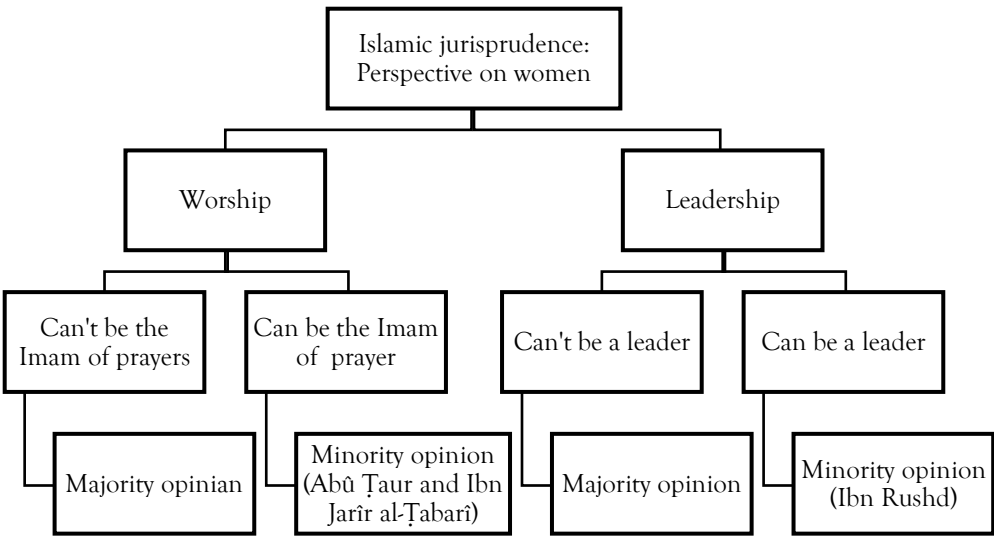 Islamic jurisprudence:
Perspective on women
Worship
Leadership
Can't be the
Imam of prayers
Can be the Imam
of prayer
Can't be a leader
Can be a leader
Majority opinian
Minority opinion
(Abû Ṭaur and Ibn
Jarîr al-Ṭabarî)
Majority opinion
Minority opinion
(Ibn Rushd)